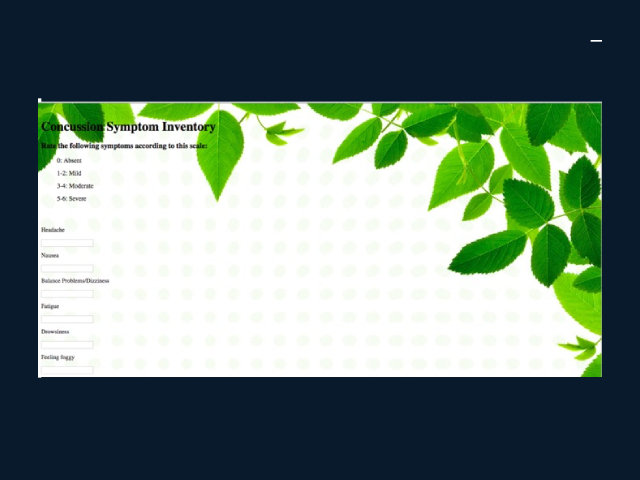 Concussion Symptom Inventory
Rate the following symptoms according to this scale:
0: Absent
1-2: Mild
3-4: Moderate
5-6: Severe
Headache
Nausea
Balance Problems/Dizziness
Fatigue
Drowsiness
Feeling foggy